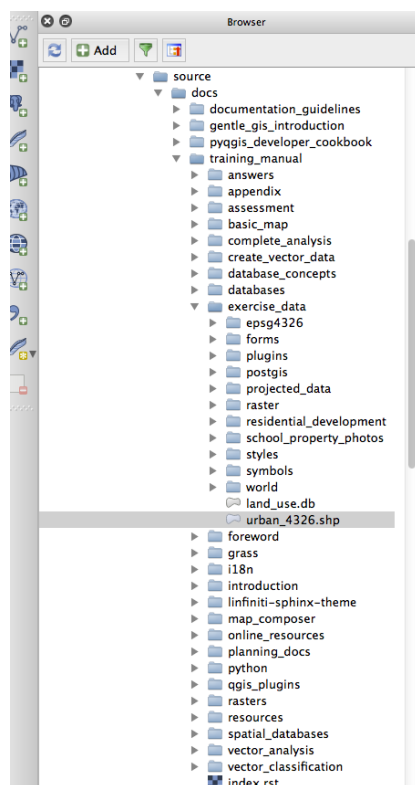 Browser
Add
source
docs
documentation_guidelines
gentle_gis_introduction
pyqgis_developer_cookbook
training_manual
answers
appendix
assessment
basic_map
complete_analysis
create_vector_data
database_concepts
databases
exercise_data
epsg4326
forms
plugins
postgis
projected_data
raster
residential_development
school_property_photos
styles
symbols
world
land_use.db
urban_4326.shp
foreword
grass
i18n
introduction
linfiniti-sphinx-theme
map_composer
online_resources
planning_docs
python
qgis_plugins
rasters
resources
spatial_databases
vector_analysis
vector_classification
index.rst